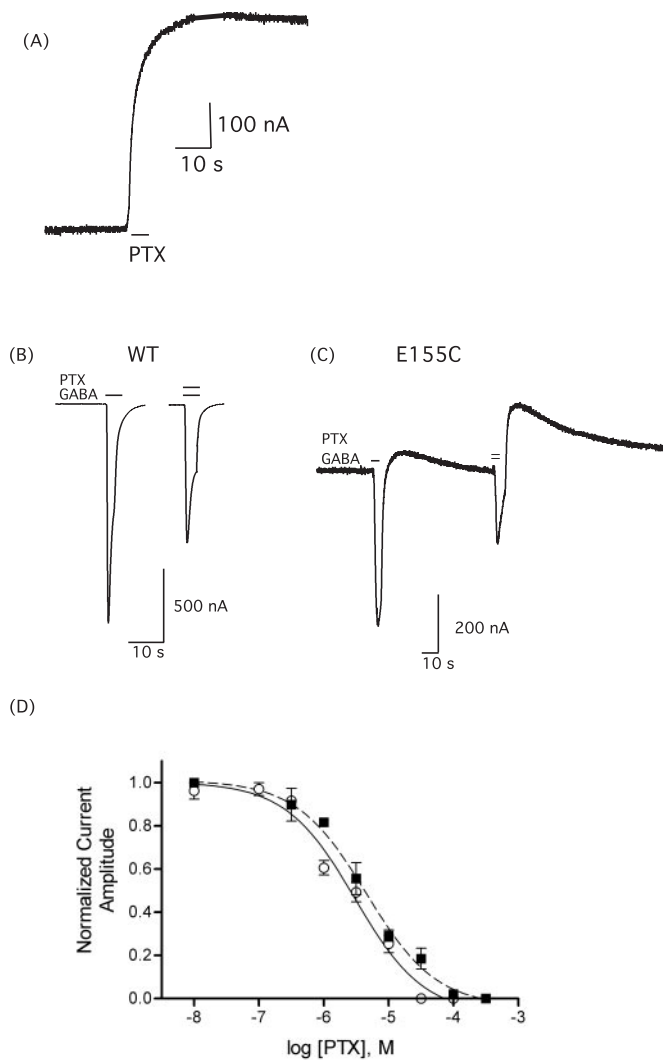 (A)
100 nA
10 s
PTX
(B)
WT
(C)
E155C
PTX
GABA
PTX
GABA
500 nA
10 s
200 nA
10 s
(D)
Normalized Current
Amplitude
1.0
0.8
0.6
0.4
0.2
0.0
-8
-7
-6
-5
-4
-3
log [PTX], M